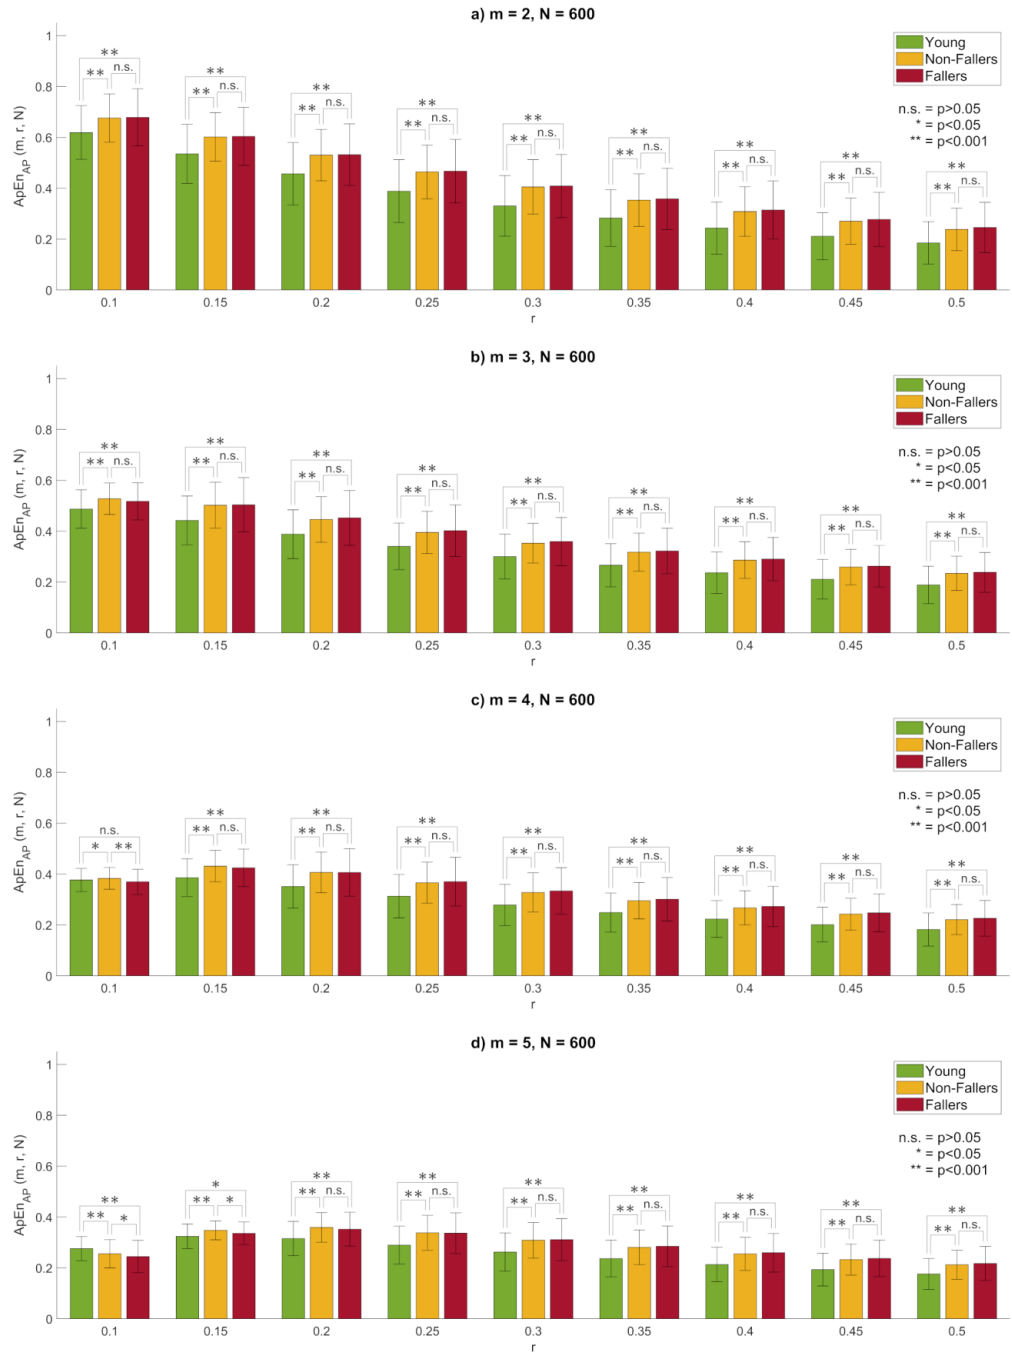 a) m = 2, N = 600
1
0.8
0.6
0.4
0.2
0
ApEn_AP (m, r, N)
** ** n.s.
** ** n.s.
** ** n.s.
** ** n.s.
** ** n.s.
** ** n.s.
** ** n.s.
** ** n.s.
** ** n.s.
Young
Non-Fallers
Fallers
n.s. = p>0.05
* = p<0.05
** = p<0.001
0.1 0.15 0.2 0.25 0.3 0.35 0.4 0.45 0.5
r
b) m = 3, N = 600
1
0.8
0.6
0.4
0.2
0
ApEn_AP (m, r, N)
** ** n.s.
** ** n.s.
** ** n.s.
** ** n.s.
** ** n.s.
** ** n.s.
** ** n.s.
** ** n.s.
** ** n.s.
Young
Non-Fallers
Fallers
n.s. = p>0.05
* = p<0.05
** = p<0.001
0.1 0.15 0.2 0.25 0.3 0.35 0.4 0.45 0.5
r
c) m = 4, N = 600
1
0.8
0.6
0.4
0.2
0
ApEn_AP (m, r, N)
n.s. * **
** ** n.s.
** ** n.s.
** ** n.s.
** ** n.s.
** ** n.s.
** ** n.s.
** ** n.s.
** ** n.s.
Young
Non-Fallers
Fallers
n.s. = p>0.05
* = p<0.05
** = p<0.001
0.1 0.15 0.2 0.25 0.3 0.35 0.4 0.45 0.5
r
d) m = 5, N = 600
1
0.8
0.6
0.4
0.2
0
ApEn_AP (m, r, N)
** ** *
* ** *
** ** n.s.
** ** n.s.
** ** n.s.
** ** n.s.
** ** n.s.
** ** n.s.
** ** n.s.
Young
Non-Fallers
Fallers
n.s. = p>0.05
* = p<0.05
** = p<0.001
0.1 0.15 0.2 0.25 0.3 0.35 0.4 0.45 0.5
r